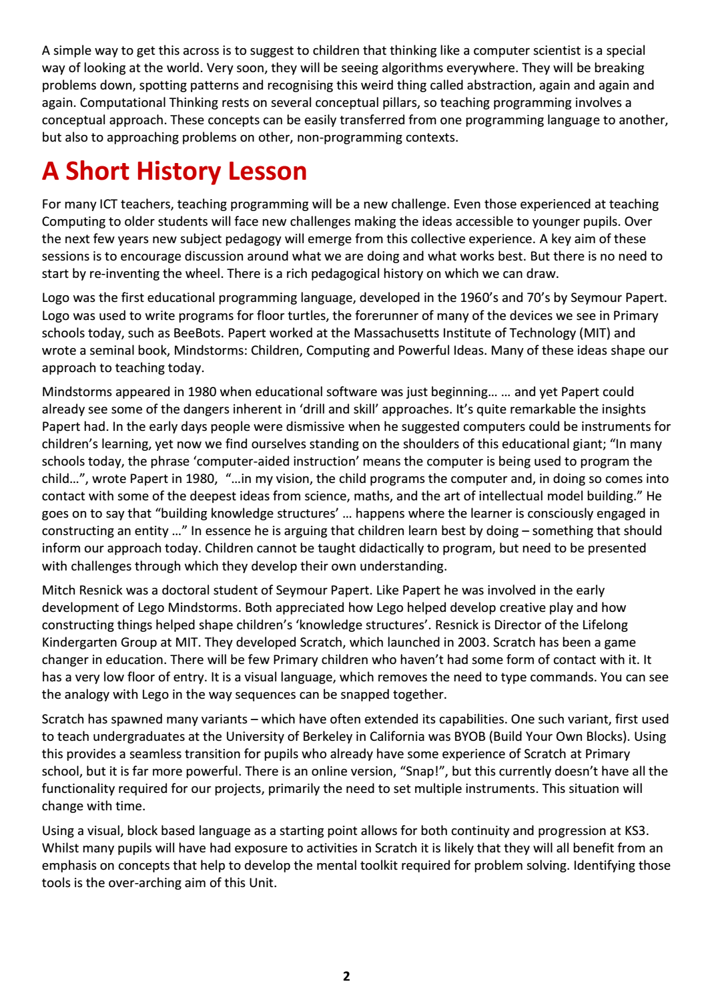 A simple way to get this across is to suggest to children that thinking like a computer scientist is a special
way of looking at the world. Very soon, they will be seeing algorithms everywhere. They will be breaking
problems down, spotting patterns and recognising this weird thing called abstraction, again and again and
again. Computational Thinking rests on several conceptual pillars, so teaching programming involves a
conceptual approach. These concepts can be easily transferred from one programming language to another,
but also to approaching problems on other, non-programming contexts.
A Short History Lesson
For many ICT teachers, teaching programming will be a new challenge. Even those experienced at teaching
Computing to older students will face new challenges making the ideas accessible to younger pupils. Over
the next few years new subject pedagogy will emerge from this collective experience. A key aim of these
sessions is to encourage discussion around what we are doing and what works best. But there is no need to
start by re-inventing the wheel. There is a rich pedagogical history on which we can draw.
Logo was the first educational programming language, developed in the 1960’s and 70’s by Seymour Papert.
Logo was used to write programs for floor turtles, the forerunner of many of the devices we see in Primary
schools today, such as BeeBots. Papert worked at the Massachusetts Institute of Technology (MIT) and
wrote a seminal book, Mindstorms: Children, Computing and Powerful Ideas. Many of these ideas shape our
approach to teaching today.
Mindstorms appeared in 1980 when educational software was just beginning… … and yet Papert could
already see some of the dangers inherent in ‘drill and skill’ approaches. It’s quite remarkable the insights
Papert had. In the early days people were dismissive when he suggested computers could be instruments for
children’s learning, yet now we find ourselves standing on the shoulders of this educational giant; “In many
schools today, the phrase ‘computer-aided instruction’ means the computer is being used to program the
child…”, wrote Papert in 1980, “…in my vision, the child programs the computer and, in doing so comes into
contact with some of the deepest ideas from science, maths, and the art of intellectual model building.” He
goes on to say that “building knowledge structures’ … happens where the learner is consciously engaged in
constructing an entity …” In essence he is arguing that children learn best by doing – something that should
inform our approach today. Children cannot be taught didactically to program, but need to be presented
with challenges through which they develop their own understanding.
Mitch Resnick was a doctoral student of Seymour Papert. Like Papert he was involved in the early
development of Lego Mindstorms. Both appreciated how Lego helped develop creative play and how
constructing things helped shape children’s ‘knowledge structures’. Resnick is Director of the Lifelong
Kindergarten Group at MIT. They developed Scratch, which launched in 2003. Scratch has been a game
changer in education. There will be few Primary children who haven’t had some form of contact with it. It
has a very low floor of entry. It is a visual language, which removes the need to type commands. You can see
the analogy with Lego in the way sequences can be snapped together.
Scratch has spawned many variants – which have often extended its capabilities. One such variant, first used
to teach undergraduates at the University of Berkeley in California was BYOB (Build Your Own Blocks). Using
this provides a seamless transition for pupils who already have some experience of Scratch at Primary
school, but it is far more powerful. There is an online version, “Snap!”, but this currently doesn’t have all the
functionality required for our projects, primarily the need to set multiple instruments. This situation will
change with time.
Using a visual, block based language as a starting point allows for both continuity and progression at KS3.
Whilst many pupils will have had exposure to activities in Scratch it is likely that they will all benefit from an
emphasis on concepts that help to develop the mental toolkit required for problem solving. Identifying those
tools is the over-arching aim of this Unit.
2